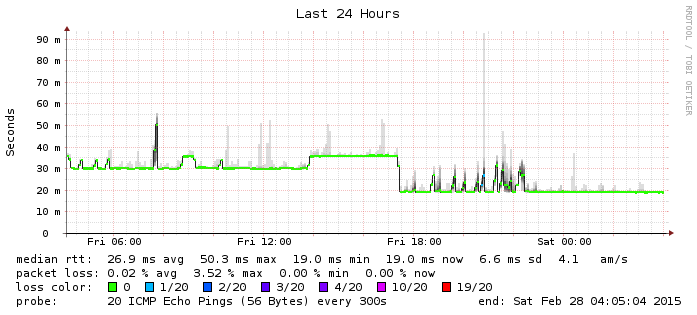 Last 24 Hours
RRDTOOL / TOBI OETIKER
Seconds
90 m
80 m
70 m
60 m
50 m
40 m
30 m
20 m
10 m
0
Fri 06:00 Fri 12:00 Fri 18:00 Sat 00:00
median rtt: 26.9 ms avg 50.3 ms max 19.0 ms min 19.0 ms now 6.6 ms sd 4.1 am/s
packet loss: 0.02 % avg 3.52 % max 0.00 % min 0.00 % now
loss color: 0 1/20 2/20 3/20 4/20 10/20 19/20
probe: 20 ICMP Echo Pings (56 Bytes) every 300s end: Sat Feb 28 04:05:04 2015